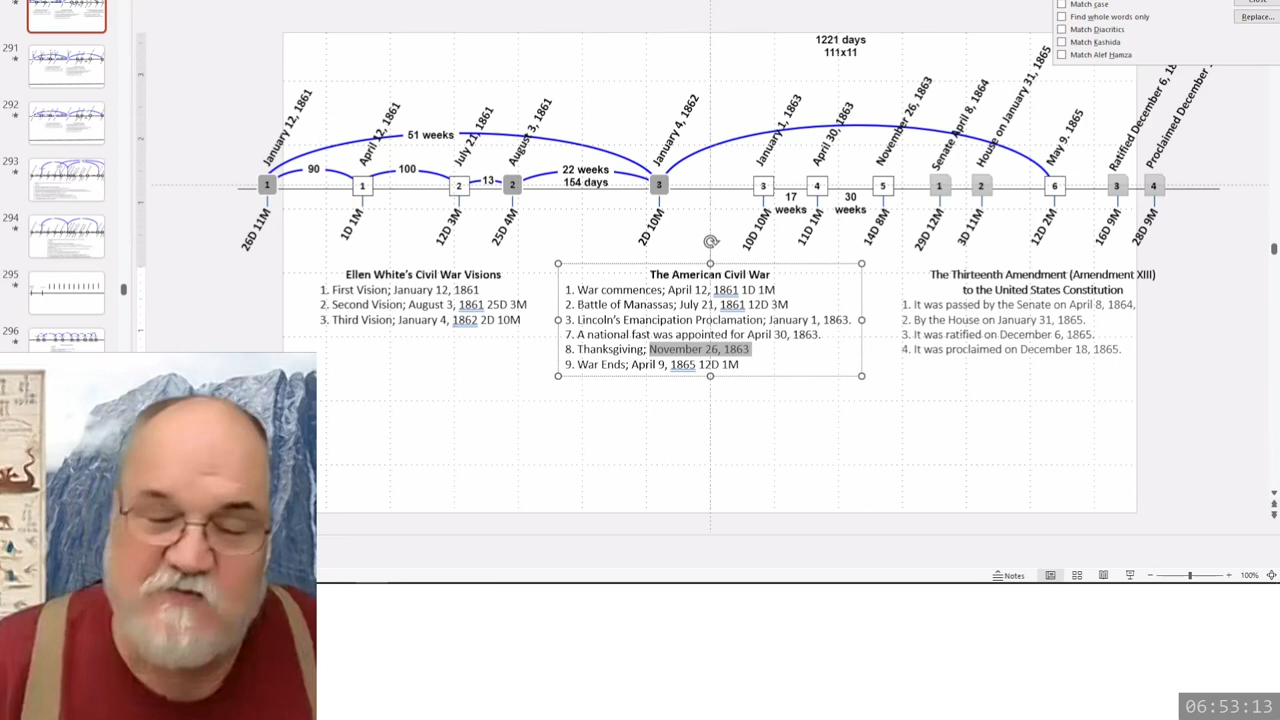 Match case
Find whole words only
Replace...
Match Diacritics
Match Kashida
Match Alef Hamza
291
292
293
294
295
296
1221 days
111x11
January 12, 1861
April 12, 1861
July 21, 1861
August 3, 1861
January 4, 1862
January 1, 1863
April 30, 1863
November 26, 1863
Senate April 8, 1864
House on January 31, 1865
May 9, 1865
Ratified December 6,
Proclaimed December
51 weeks
90
100
13
22 weeks
154 days
1
1
2
2
3
3
4
5
1
2
6
3
4
17
weeks
30
weeks
26D 11M
1D 1M
12D 3M
25D 4M
2D 10M
10D 10M
11D 1M
14D 8M
29D 12M
3D 11M
12D 2M
16D 9M
28D 9M
Ellen White's Civil War Visions
1. First Vision; January 12, 1861
2. Second Vision; August 3, 1861 25D 3M
3. Third Vision; January 4, 1862 2D 10M
The American Civil War
1. War commences; April 12, 1861 1D 1M
2. Battle of Manassas; July 21, 1861 12D 3M
3. Lincoln's Emancipation Proclamation; January 1, 1863.
7. A national fast was appointed for April 30, 1863.
8. Thanksgiving; November 26, 1863
9. War Ends; April 9, 1865 12D 1M
The Thirteenth Amendment (Amendment XIII)
to the United States Constitution
1. It was passed by the Senate on April 8, 1864,
2. By the House on January 31, 1865.
3. It was ratified on December 6, 1865.
4. It was proclaimed on December 18, 1865.
Notes
100%
06:53:13